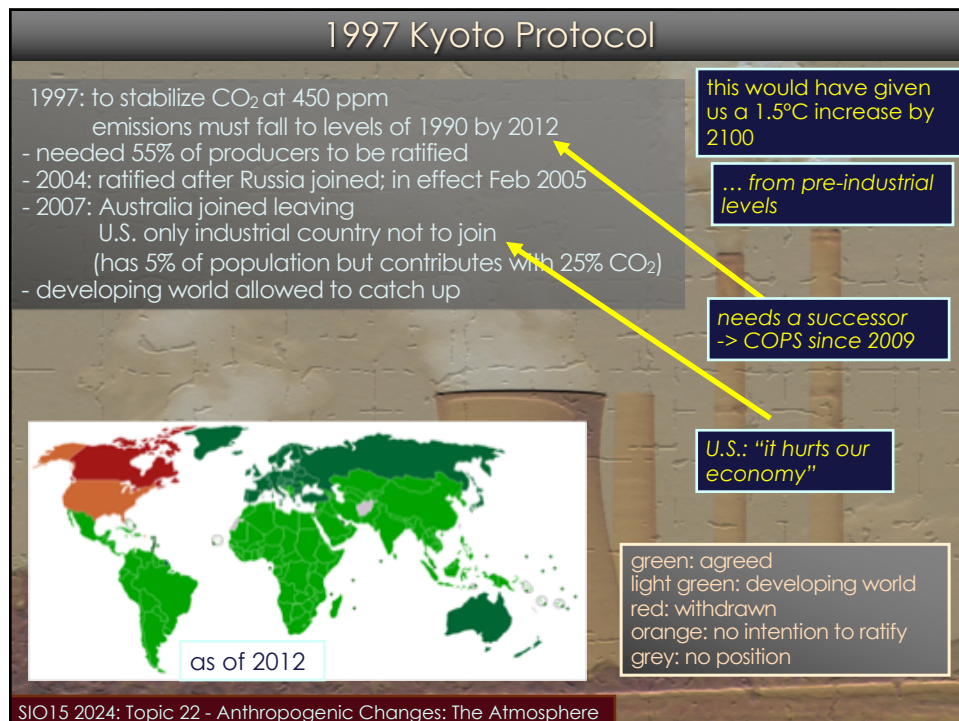 1997 Kyoto Protocol
1997: to stabilize CO₂ at 450 ppm
emissions must fall to levels of 1990 by 2012
- needed 55% of producers to be ratified
- 2004: ratified after Russia joined; in effect Feb 2005
- 2007: Australia joined leaving
U.S. only industrial country not to join
(has 5% of population but contributes with 25% CO₂)
- developing world allowed to catch up
this would have given
us a 1.5ºC increase by
2100
… from pre-industrial
levels
needs a successor
-> COPS since 2009
U.S.: “it hurts our
economy”
as of 2012
green: agreed
light green: developing world
red: withdrawn
orange: no intention to ratify
grey: no position
SIO15 2024: Topic 22 - Anthropogenic Changes: The Atmosphere